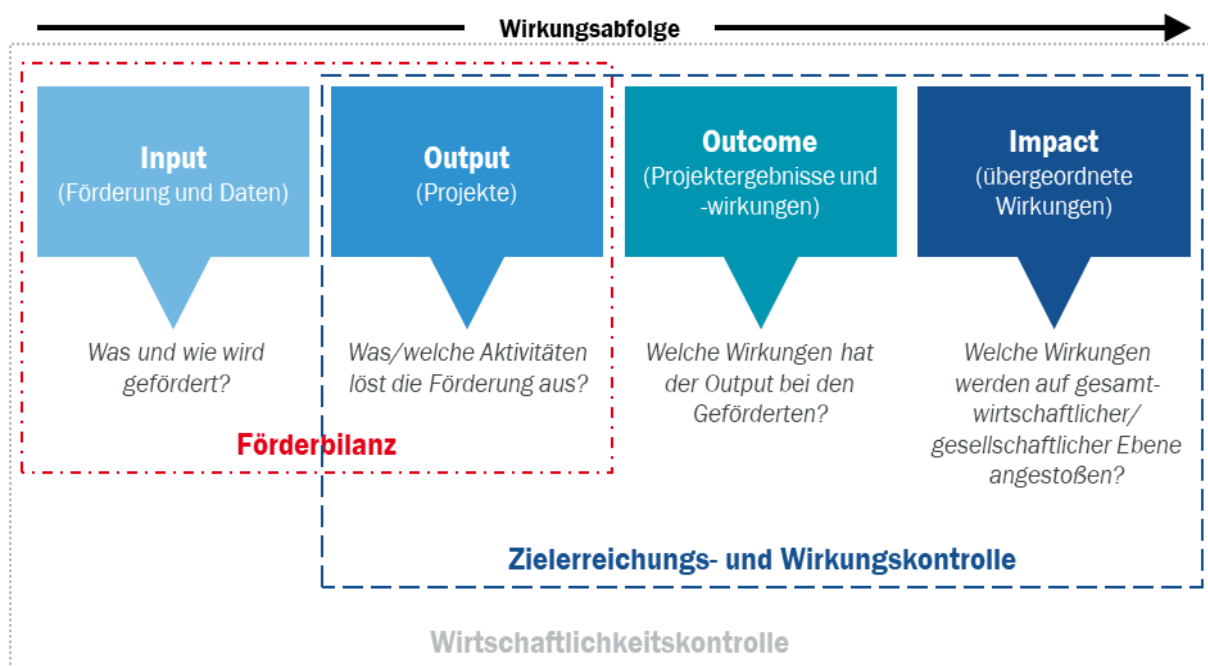 Wirkungsabfolge
Input
(Förderung und Daten)
Output
(Projekte)
Outcome
(Projektergebnisse und
-wirkungen)
Impact
(übergeordnete
Wirkungen)
Was und wie wird
gefördert?
Was/welche Aktivitäten
löst die Förderung aus?
Welche Wirkungen hat
der Output bei den
Geförderten?
Welche Wirkungen
werden auf gesamt-
wirtschaftlicher/
gesellschaftlicher Ebene
angestoßen?
Förderbilanz
Zielerreichungs- und Wirkungskontrolle
Wirtschaftlichkeitskontrolle